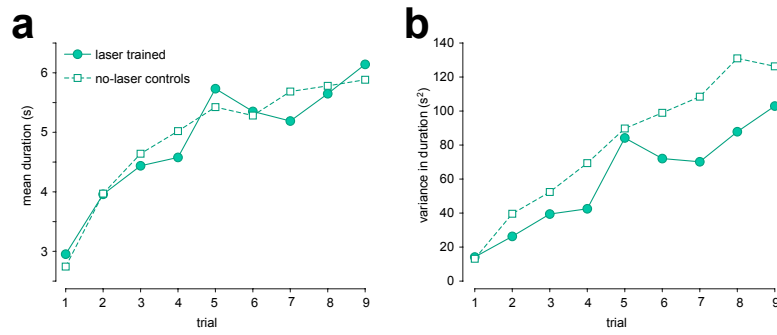 a
laser trained
no-laser controls
mean duration (s)
6
5
4
3
1 2 3 4 5 6 7 8 9
trial
b
variance in duration (s²)
140
120
100
80
60
40
20
0
1 2 3 4 5 6 7 8 9
trial